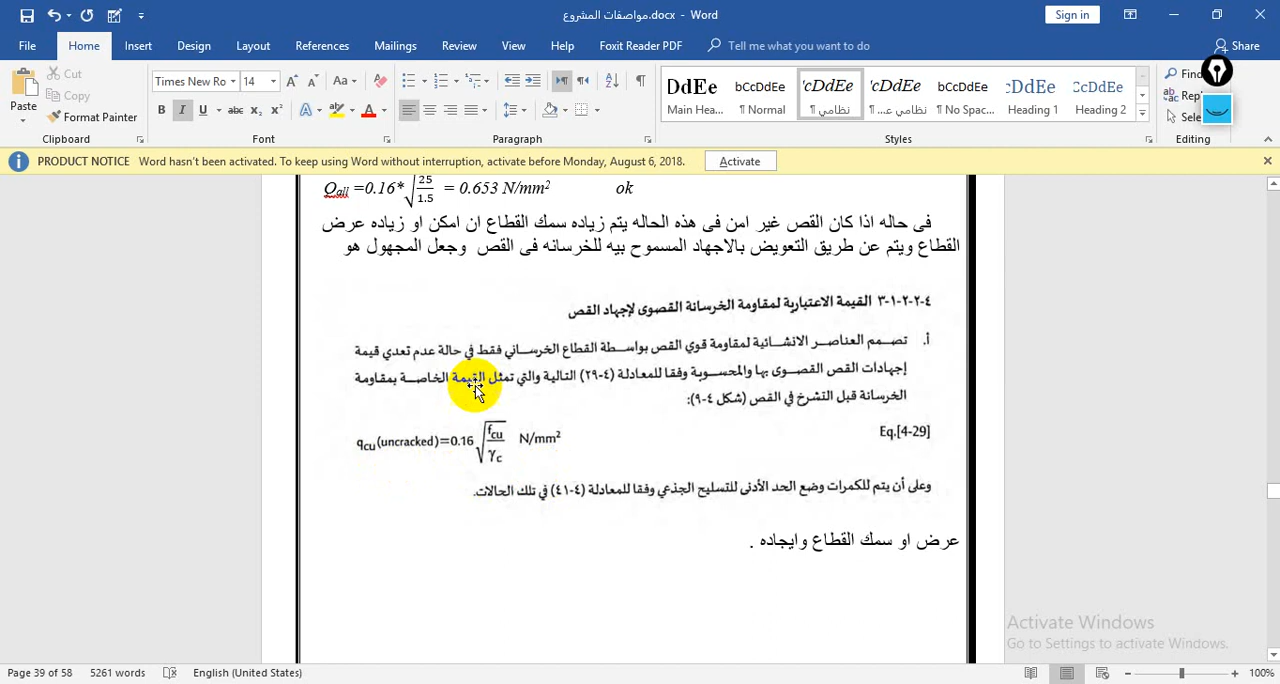 مواصفات المشروع.docx - Word
Sign in
File Home Insert Design Layout References Mailings Review View Help Foxit Reader PDF Tell me what you want to do Share
Paste
Cut
Copy
Format Painter
Clipboard
Times New Ro 14
Font
Paragraph
DdEe
Main Hea...
bCcDdEe
¶ Normal
'cDdEe
¶ نظامي
'cDdEe
¶ نظامي ع...
bCcDdEe
¶ No Spac...
cDdEe
Heading 1
CcDdEe
Heading 2
Styles
Find
Editing
PRODUCT NOTICE Word hasn't been activated. To keep using Word without interruption, activate before Monday, August 6, 2018. Activate
Qall =0.16*√25/1.5 = 0.653 N/mm² ok
فى حاله اذا كان القص غير امن فى هذه الحاله يتم زياده سمك القطاع ان امكن او زياده عرض
القطاع ويتم عن طريق التعويض بالاجهاد المسموح بيه للخرسانه فى القص وجعل المجهول هو
٤-٢-٢-١-٣ القيمة الاعتبارية لمقاومة الخرسانة القصوى لإجهاد القص
أ. تصمم العناصر الانشائية لمقاومة قوي القص بواسطة القطاع الخرساني فقط في حالة عدم تعدي قيمة
إجهادات القص القصوى بها والمحسوبة وفقا للمعادلة (٤-٢٩) التالية والتي تمثل القيمة الخاصة بمقاومة
الخرسانة قبل التشرخ في القص (شكل ٤-٩):
qcu(uncracked)=0.16 √fcu/γc N/mm² Eq.[4-29]
وعلى أن يتم للكمرات وضع الحد الأدنى للتسليح الجذعي وفقا للمعادلة (٤-٤١) في تلك الحالات.
عرض او سمك القطاع وايجاده .
Activate Windows
Go to Settings to activate Windows.
Page 39 of 58 5261 words English (United States) 100%